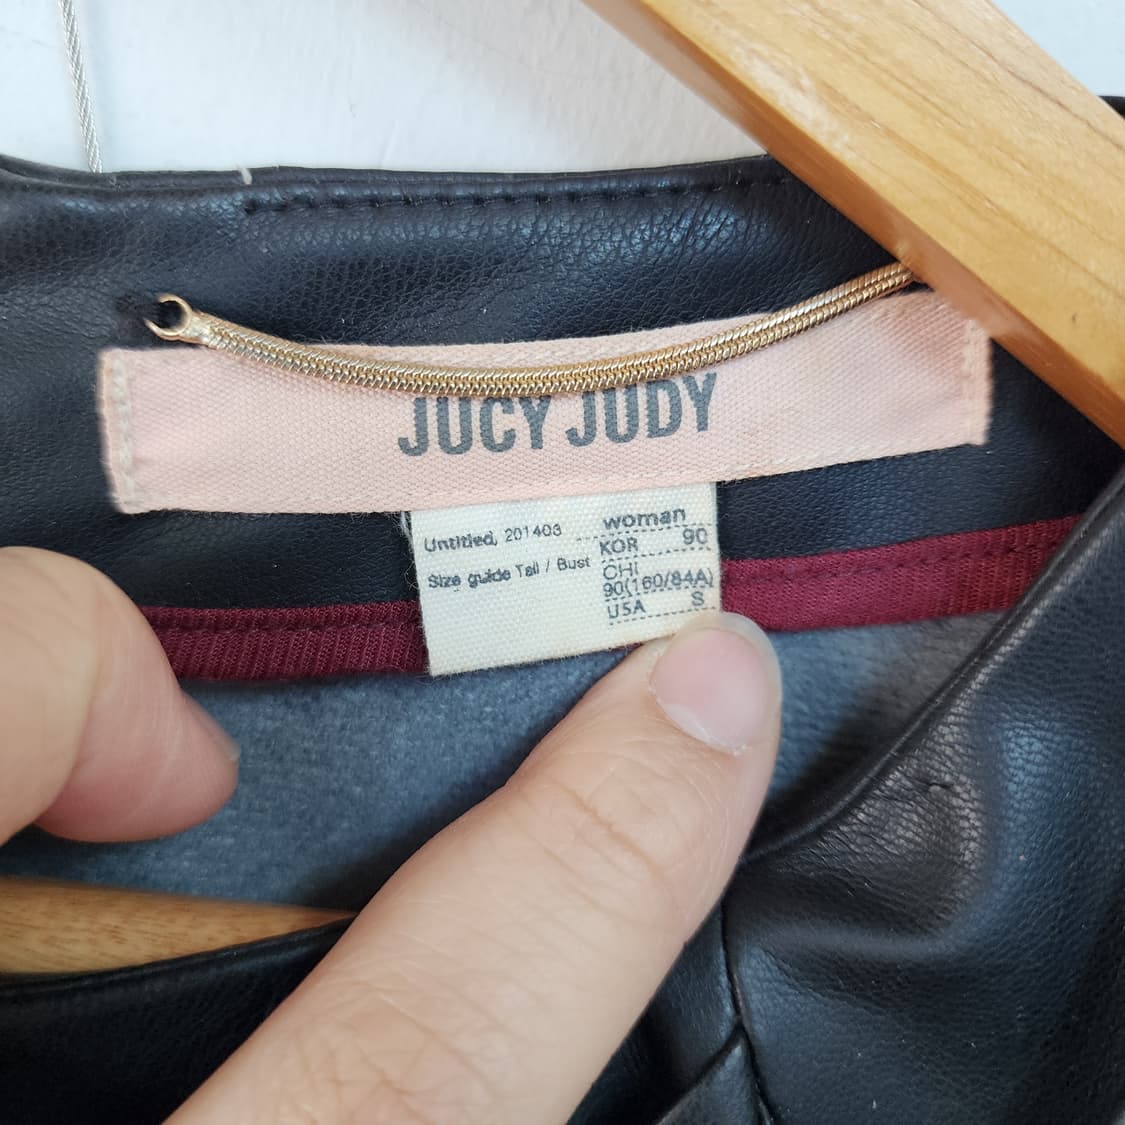 JUCY JUDY
Untitled, 201403
Size guide Tall / Bust
woman
KOR 90
CHI
90(160/84A)
USA S